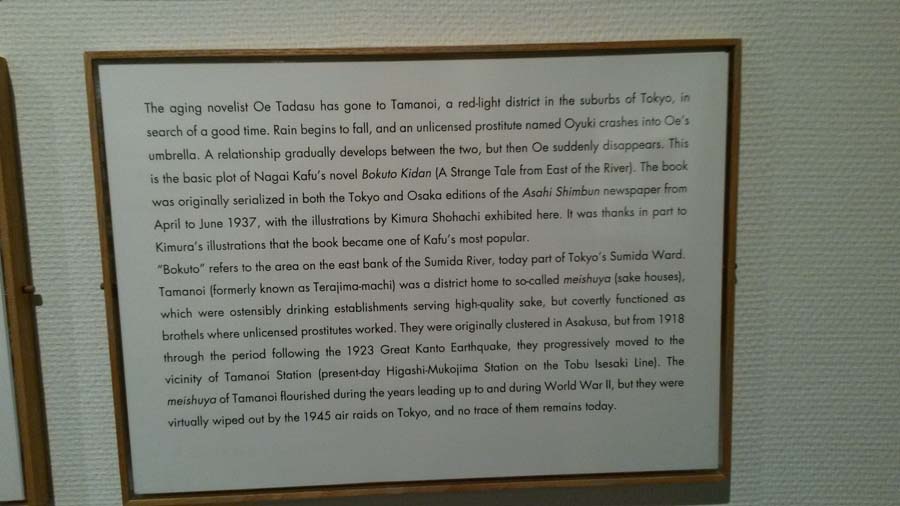 The aging novelist Oe Tadasu has gone to Tamanoi, a red-light district in the suburbs of Tokyo, in
search of a good time. Rain begins to fall, and an unlicensed prostitute named Oyuki crashes into Oe's
umbrella. A relationship gradually develops between the two, but then Oe suddenly disappears. This
is the basic plot of Nagai Kafu's novel Bokuto Kidan (A Strange Tale from East of the River). The book
was originally serialized in both the Tokyo and Osaka editions of the Asahi Shimbun newspaper from
April to June 1937, with the illustrations by Kimura Shohachi exhibited here. It was thanks in part to
Kimura's illustrations that the book became one of Kafu's most popular.
"Bokuto" refers to the area on the east bank of the Sumida River, today part of Tokyo's Sumida Ward.
Tamanoi (formerly known as Terajima-machi) was a district home to so-called meishuya (sake houses),
which were ostensibly drinking establishments serving high-quality sake, but covertly functioned as
brothels where unlicensed prostitutes worked. They were originally clustered in Asakusa, but from 1918
through the period following the 1923 Great Kanto Earthquake, they progressively moved to the
vicinity of Tamanoi Station (present-day Higashi-Mukojima Station on the Tobu Isesaki Line). The
meishuya of Tamanoi flourished during the years leading up to and during World War II, but they were
virtually wiped out by the 1945 air raids on Tokyo, and no trace of them remains today.